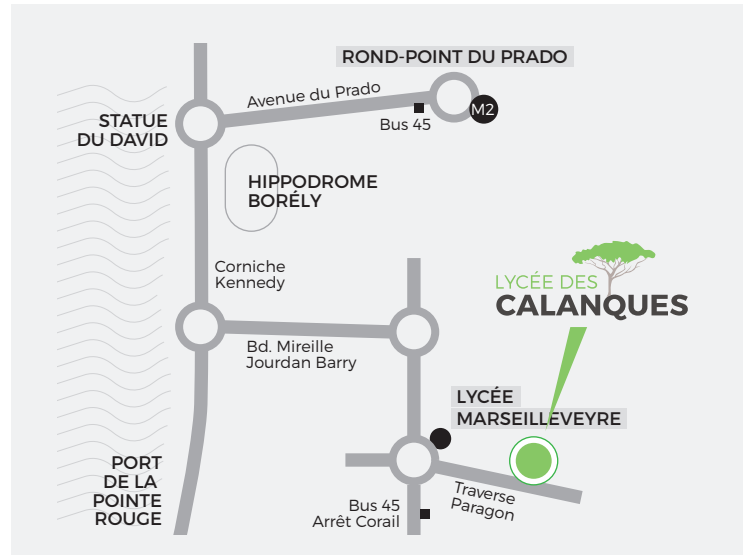 ROND-POINT DU PRADO
Avenue du Prado
M2
Bus 45
STATUE
DU DAVID
HIPPODROME
BORÉLY
Corniche
Kennedy
LYCÉE DES
CALANQUES
Bd. Mireille
Jourdan Barry
LYCÉE
MARSEILLEVEYRE
PORT
DE LA
POINTE
ROUGE
Traverse
Paragon
Bus 45
Arrêt Corail